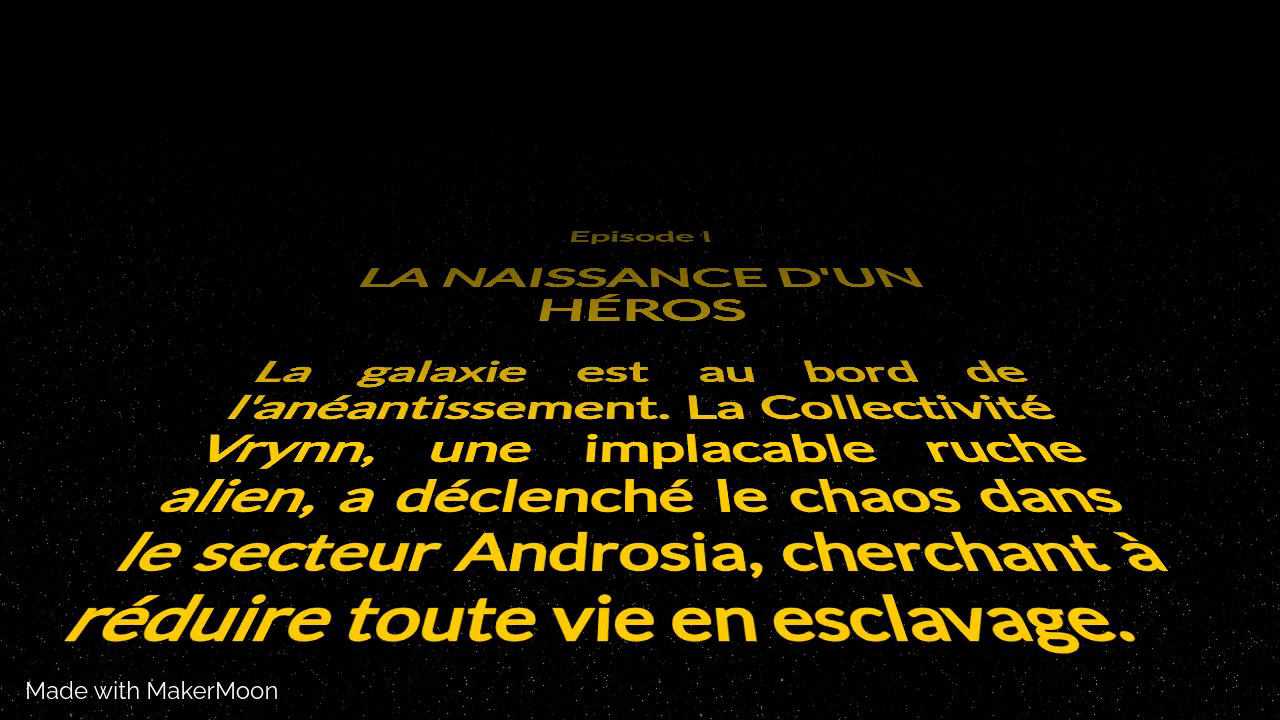 Episode I
LA NAISSANCE D'UN
HÉROS
La galaxie est au bord de
l'anéantissement. La Collectivité
Vrynn, une implacable ruche
alien, a déclenché le chaos dans
le secteur Androsia, cherchant à
réduire toute vie en esclavage.
Made with MakerMoon